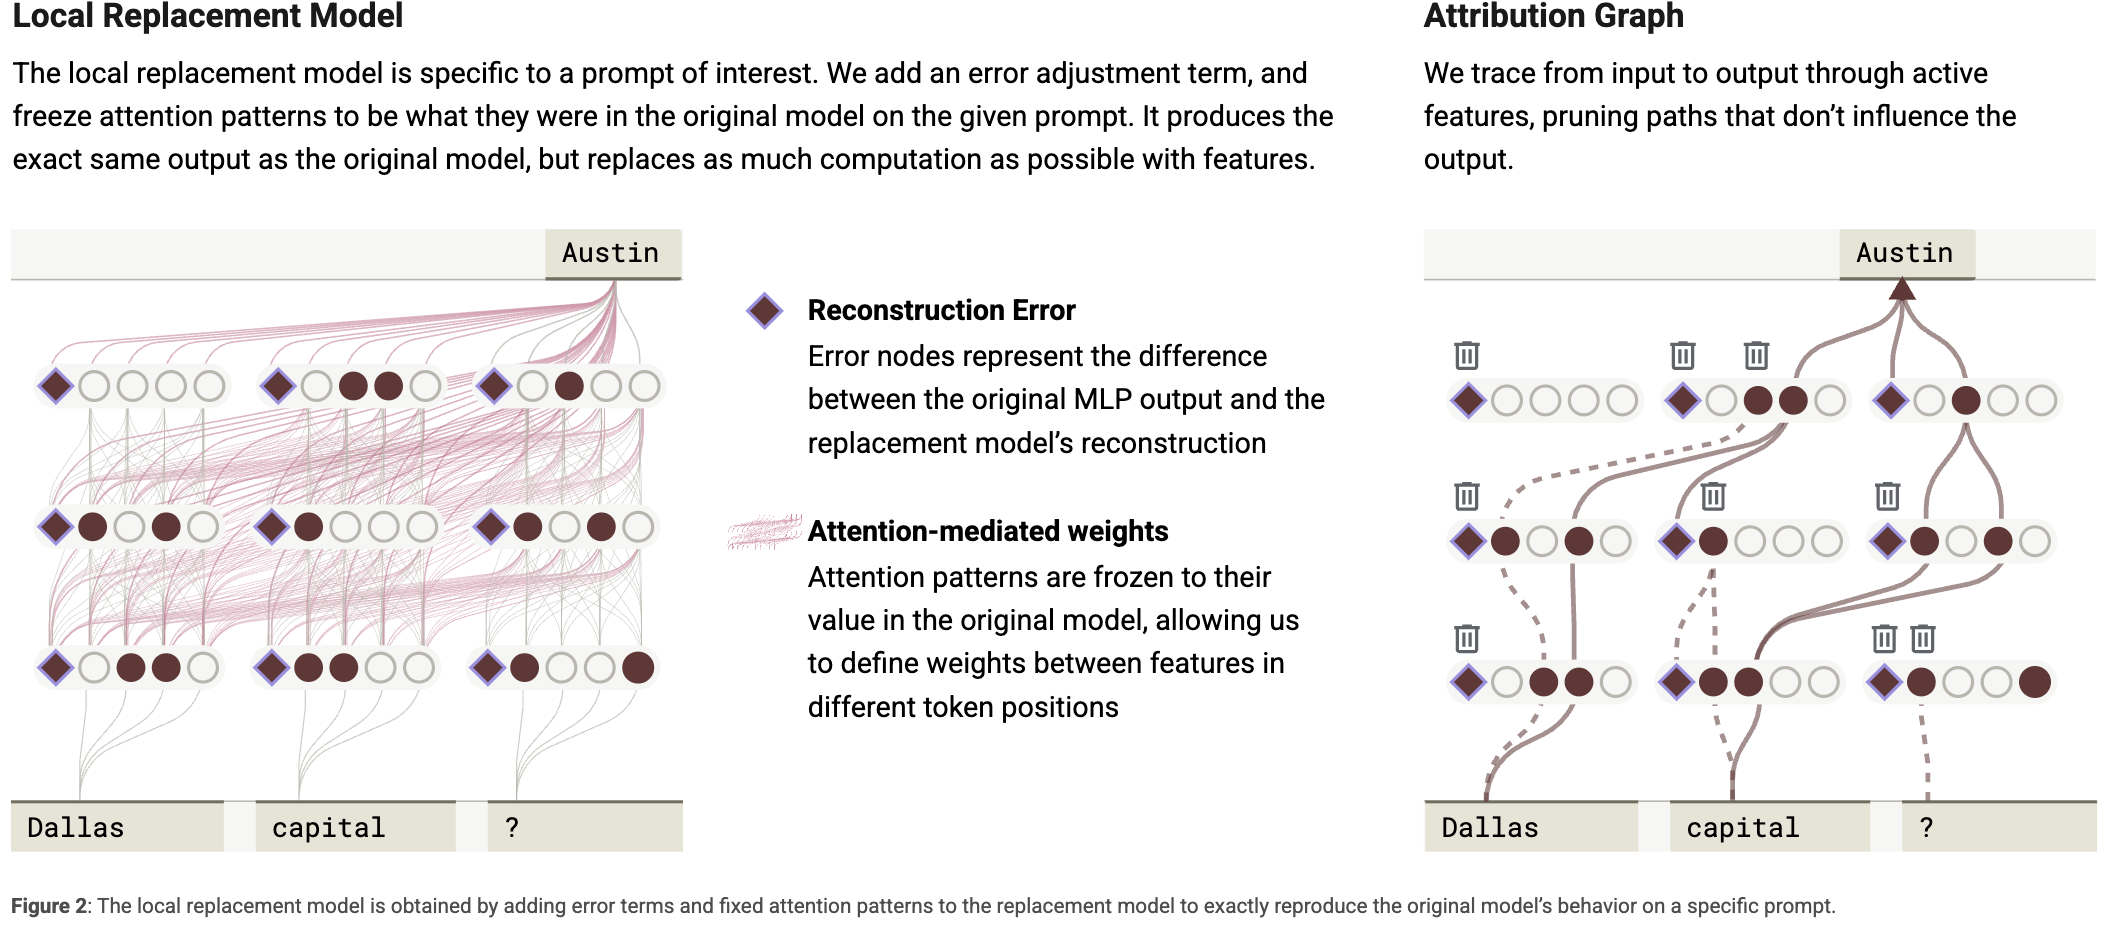 Local Replacement Model
The local replacement model is specific to a prompt of interest. We add an error adjustment term, and
freeze attention patterns to be what they were in the original model on the given prompt. It produces the
exact same output as the original model, but replaces as much computation as possible with features.
Austin
Dallas
capital
?
Reconstruction Error
Error nodes represent the difference
between the original MLP output and the
replacement model’s reconstruction
Attention-mediated weights
Attention patterns are frozen to their
value in the original model, allowing us
to define weights between features in
different token positions
Attribution Graph
We trace from input to output through active
features, pruning paths that don’t influence the
output.
Austin
Dallas
capital
?
Figure 2: The local replacement model is obtained by adding error terms and fixed attention patterns to the replacement model to exactly reproduce the original model’s behavior on a specific prompt.